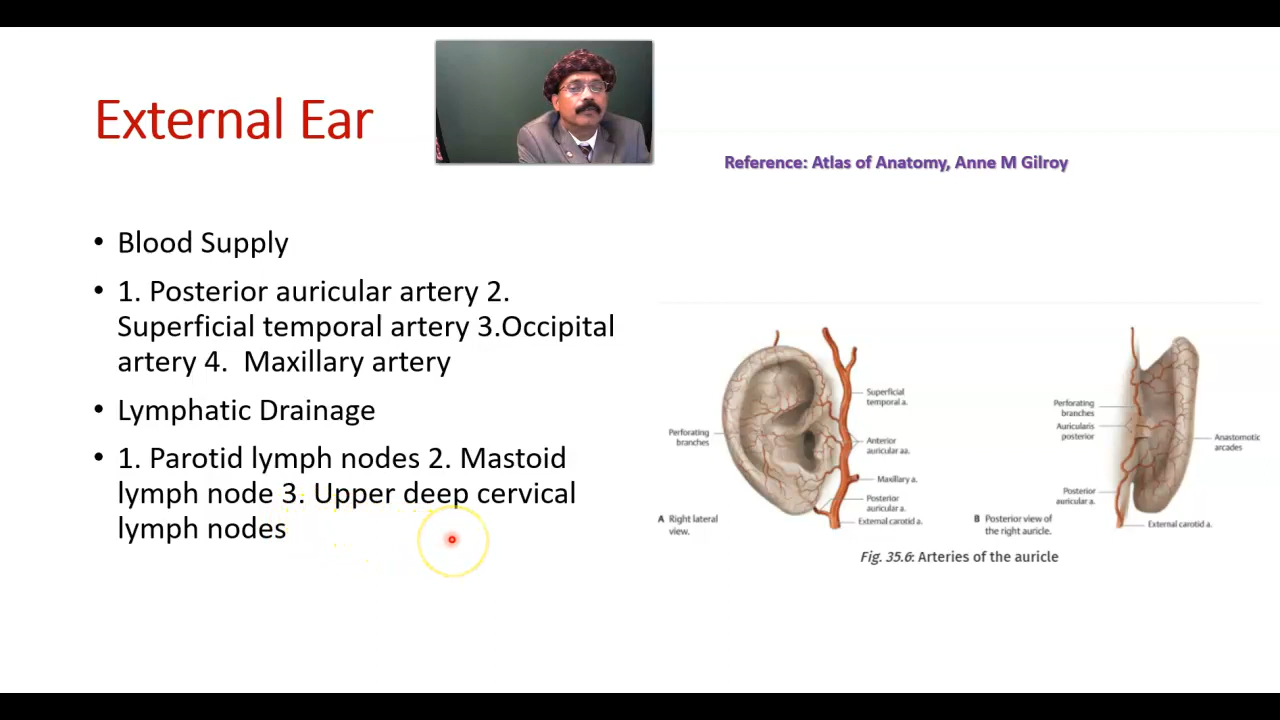 External Ear
Reference: Atlas of Anatomy, Anne M Gilroy
• Blood Supply
• 1. Posterior auricular artery 2.
Superficial temporal artery 3.Occipital
artery 4.  Maxillary artery
• Lymphatic Drainage
• 1. Parotid lymph nodes 2. Mastoid
lymph node 3. Upper deep cervical
lymph nodes
Perforating
branches
Superficial
temporal a.
Anterior
auricular aa.
Maxillary a.
Posterior
auricular a.
External carotid a.
A Right lateral
view.
Perforating
branches
Auricularis
posterior
Posterior
auricular a.
Anastomotic
arcades
External carotid a.
B Posterior view of
the right auricle.
Fig. 35.6: Arteries of the auricle